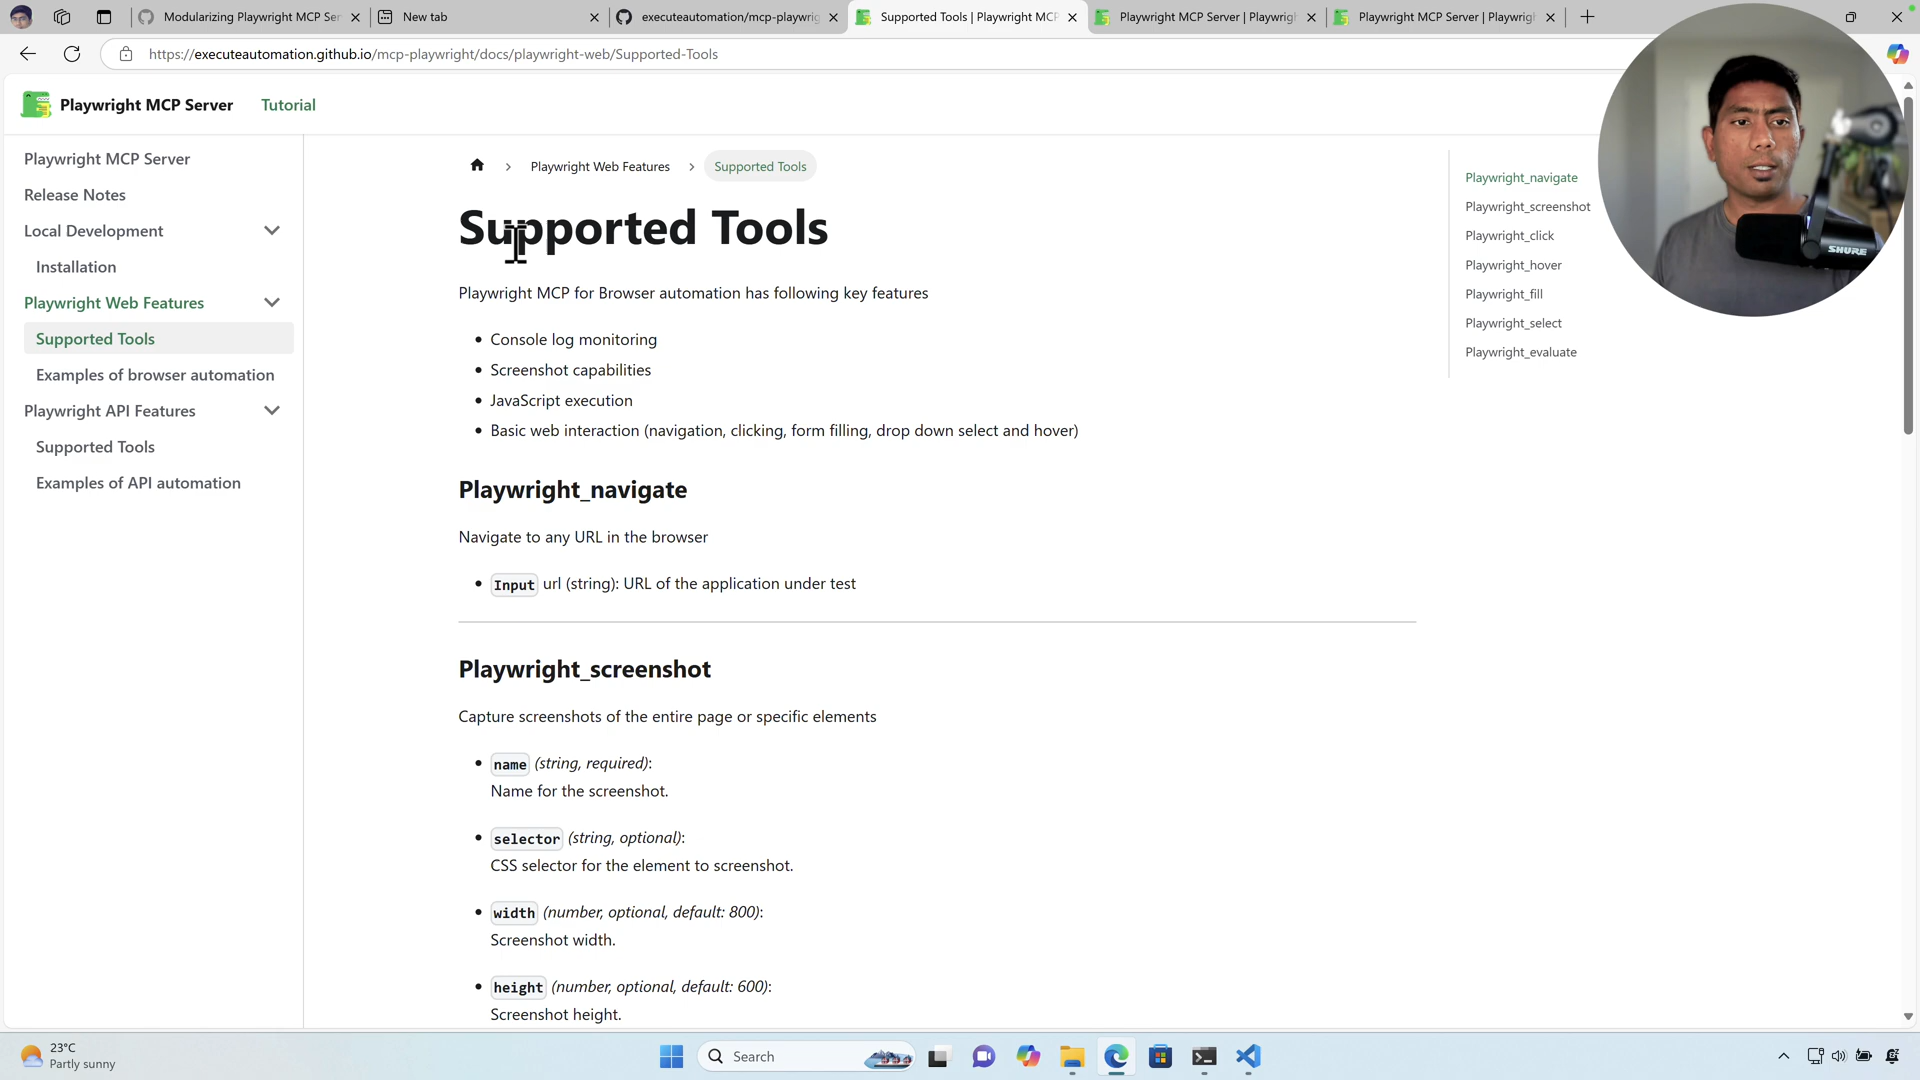 Modularizing Playwright MCP Ser
New tab
executeautomation/mcp-playwrig
Supported Tools | Playwright MCP
Playwright MCP Server | Playwrigh
Playwright MCP Server | Playwrigh
https://executeautomation.github.io/mcp-playwright/docs/playwright-web/Supported-Tools
Playwright MCP Server
Tutorial
Playwright MCP Server
Release Notes
Local Development
Installation
Playwright Web Features
Supported Tools
Examples of browser automation
Playwright API Features
Supported Tools
Examples of API automation
Playwright Web Features
Supported Tools
Supported Tools
Playwright MCP for Browser automation has following key features
Console log monitoring
Screenshot capabilities
JavaScript execution
Basic web interaction (navigation, clicking, form filling, drop down select and hover)
Playwright_navigate
Navigate to any URL in the browser
Input url (string): URL of the application under test
Playwright_screenshot
Capture screenshots of the entire page or specific elements
name (string, required):
Name for the screenshot.
selector (string, optional):
CSS selector for the element to screenshot.
width (number, optional, default: 800):
Screenshot width.
height (number, optional, default: 600):
Screenshot height.
Playwright_navigate
Playwright_screenshot
Playwright_click
Playwright_hover
Playwright_fill
Playwright_select
Playwright_evaluate
SHURE
23°C
Partly sunny
Search